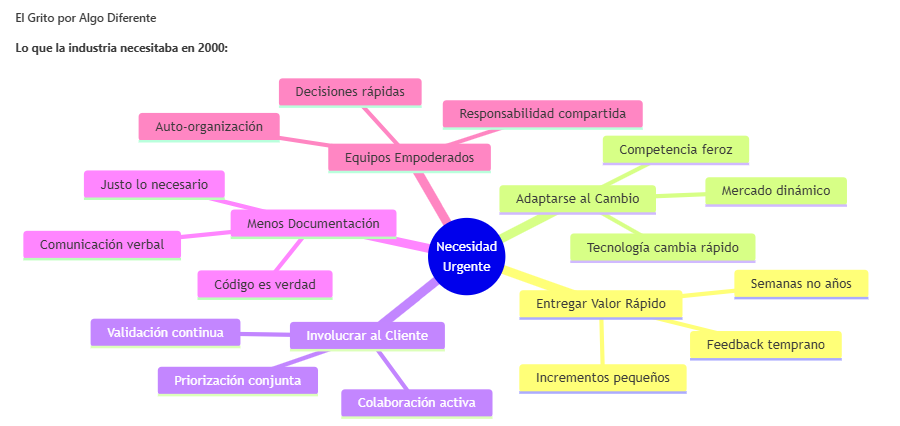 El Grito por Algo Diferente
Lo que la industria necesitaba en 2000:
Necesidad
Urgente
Equipos Empoderados
Decisiones rápidas
Auto-organización
Responsabilidad compartida
Adaptarse al Cambio
Competencia feroz
Mercado dinámico
Tecnología cambia rápido
Entregar Valor Rápido
Semanas no años
Feedback temprano
Incrementos pequeños
Involucrar al Cliente
Validación continua
Priorización conjunta
Colaboración activa
Menos Documentación
Justo lo necesario
Comunicación verbal
Código es verdad